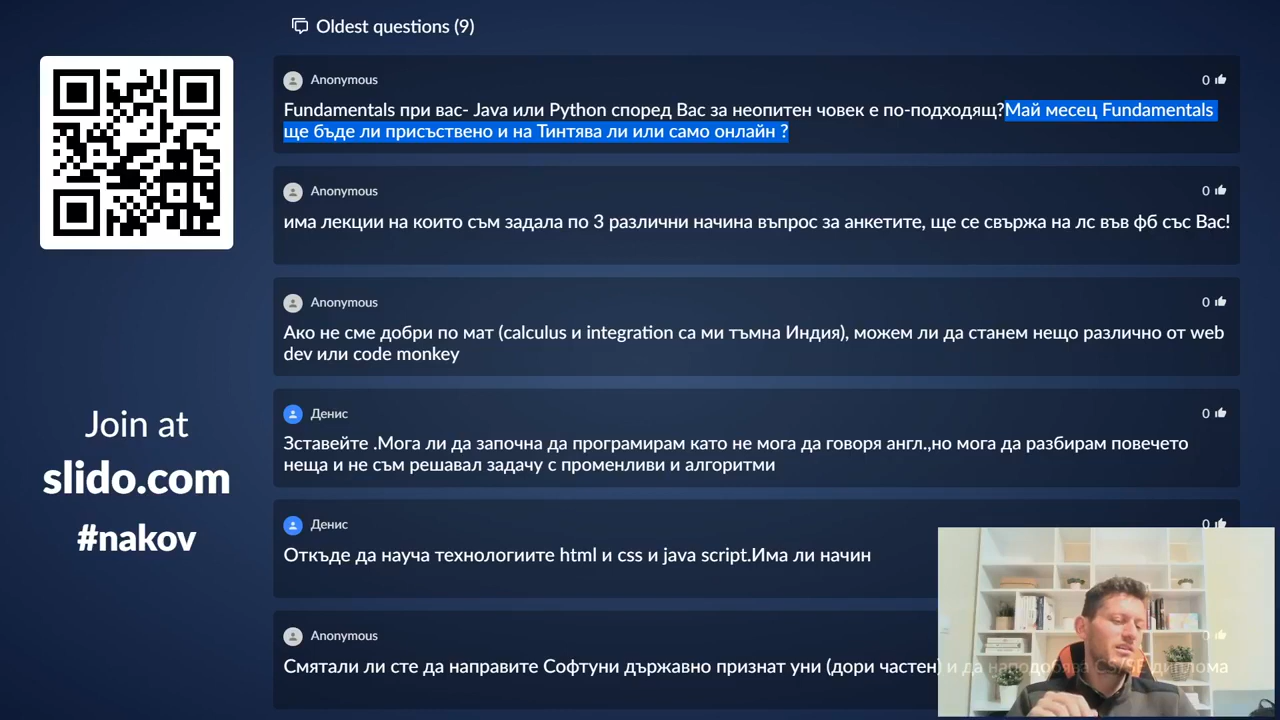 Oldest questions (9)
Anonymous
0
Fundamentals при вас- Java или Python според Вас за неопитен човек е по-подходящ?Май месец Fundamentals
ще бъде ли присъствено и на Тинтява ли или само онлайн ?
Anonymous
0
има лекции на които съм задала по 3 различни начина въпрос за анкетите, ще се свържа на лс във фб със Вас!
Anonymous
0
Ако не сме добри по мат (calculus и integration са ми тъмна Индия), можем ли да станем нещо различно от web
dev или code monkey
Денис
0
Зставейте .Мога ли да започна да програмирам като не мога да говоря англ.,но мога да разбирам повечето
неща и не съм решавал задачу с променливи и алгоритми
Денис
0
Откъде да науча технологиите html и css и java script.Има ли начин
Anonymous
0
Смятали ли сте да направите Софтуни държавно признат уни (дори частен) и да наподобява CS/SE диплома
Join at
slido.com
#nakov